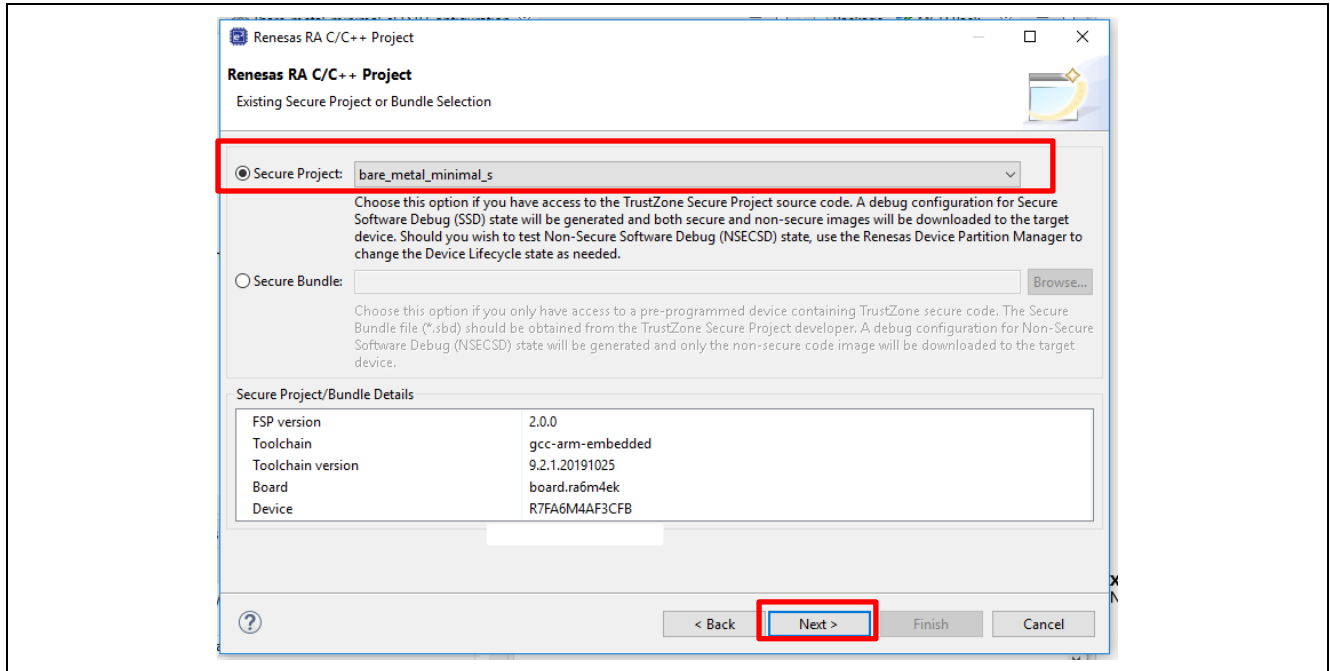 Renesas RA C/C++ Project
Renesas RA C/C++ Project
Existing Secure Project or Bundle Selection
Secure Project: bare_metal_minimal_s
Choose this option if you have access to the TrustZone Secure Project source code. A debug configuration for Secure
Software Debug (SSD) state will be generated and both secure and non-secure images will be downloaded to the target
device. Should you wish to test Non-Secure Software Debug (NSECSD) state, use the Renesas Device Partition Manager to
change the Device Lifecycle state as needed.
Secure Bundle: Browse...
Choose this option if you only have access to a pre-programmed device containing TrustZone secure code. The Secure
Bundle file (*.sbd) should be obtained from the TrustZone Secure Project developer. A debug configuration for Non-Secure
Software Debug (NSECSD) state will be generated and only the non-secure code image will be downloaded to the target
device.
Secure Project/Bundle Details
FSP version 2.0.0
Toolchain gcc-arm-embedded
Toolchain version 9.2.1.20191025
Board board.ra6m4ek
Device R7FA6M4AF3CFB
? < Back Next > Finish Cancel